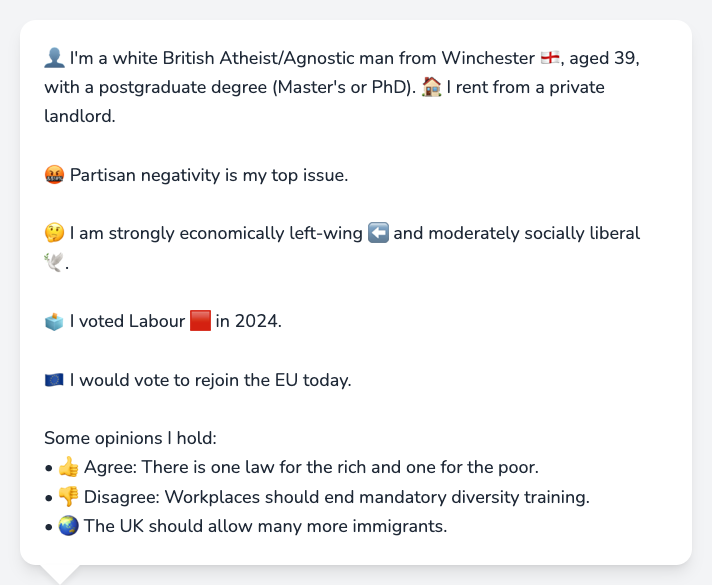 👤 I'm a white British Atheist/Agnostic man from Winchester 🏴󠁧󠁢󠁥󠁮󠁧󠁿, aged 39,
with a postgraduate degree (Master's or PhD). 🏠 I rent from a private
landlord.
🤬 Partisan negativity is my top issue.
🤔 I am strongly economically left-wing ⬅️ and moderately socially liberal
🕊️.
🗳️ I voted Labour 🟥 in 2024.
🇪🇺 I would vote to rejoin the EU today.
Some opinions I hold:
• 👍 Agree: There is one law for the rich and one for the poor.
• 👎 Disagree: Workplaces should end mandatory diversity training.
• 🌏 The UK should allow many more immigrants.